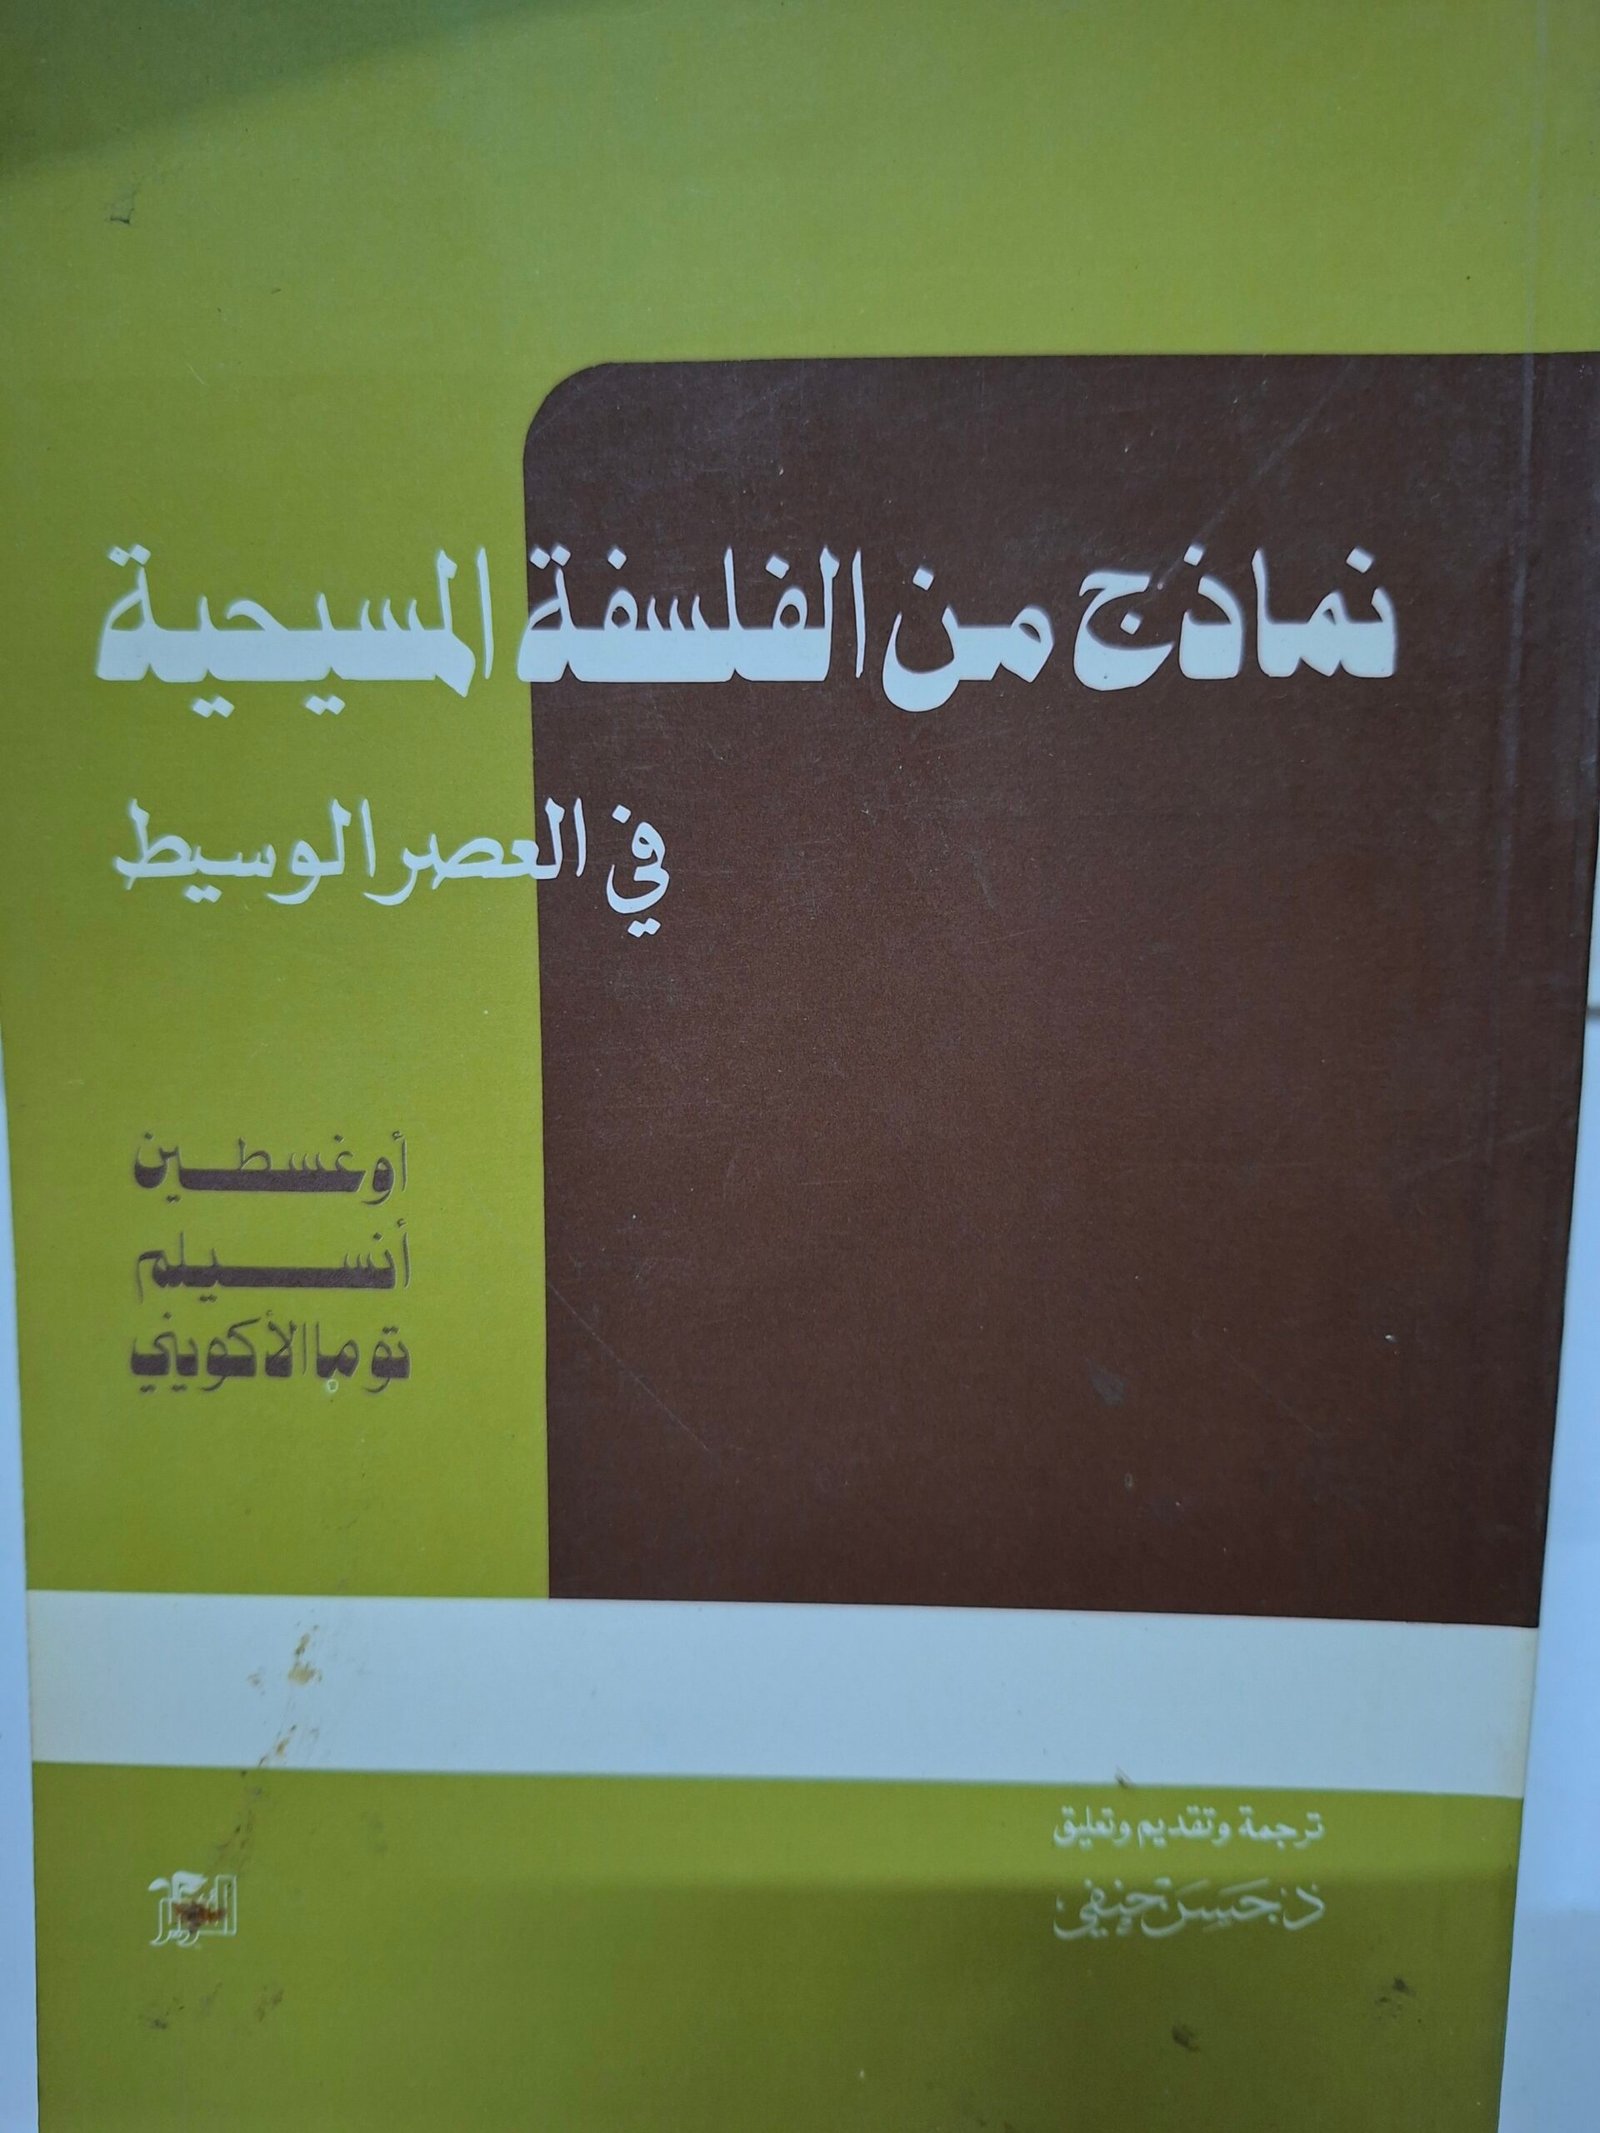 نماذج من الفلسفة المسيحية
في العصر الوسيط
أوغسطين
أنسيلم
توما الأكويني
ترجمة وتقديم وتعليق
د. حسن حنفي